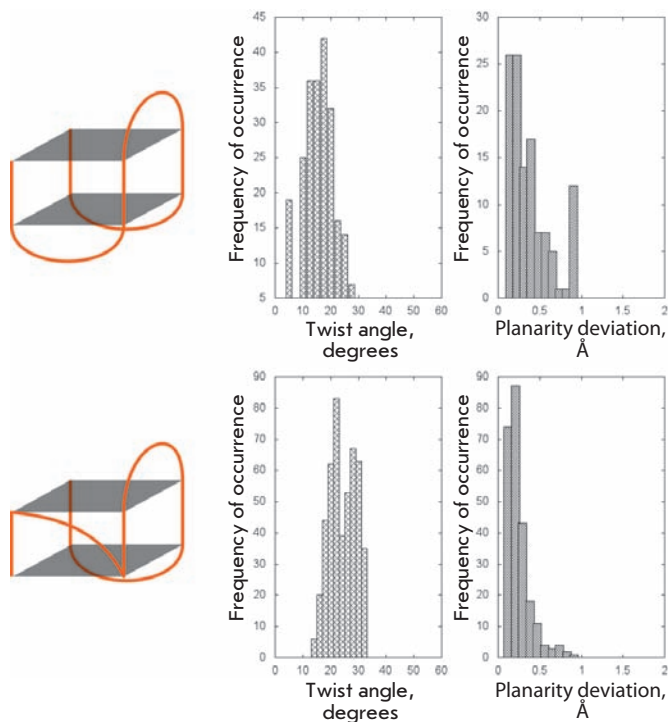 Frequency of occurrence
45
40
35
30
25
20
15
10
5
0 10 20 30 40 50 60
Twist angle,
degrees
Frequency of occurrence
30
25
20
15
10
5
0
0 0.5 1 1.5 2
Planarity deviation,
Å
Frequency of occurrence
90
80
70
60
50
40
30
20
10
0
0 10 20 30 40 50 60
Twist angle,
degrees
Frequency of occurrence
90
80
70
60
50
40
30
20
10
0
0 0.5 1 1.5 2
Planarity deviation,
Å